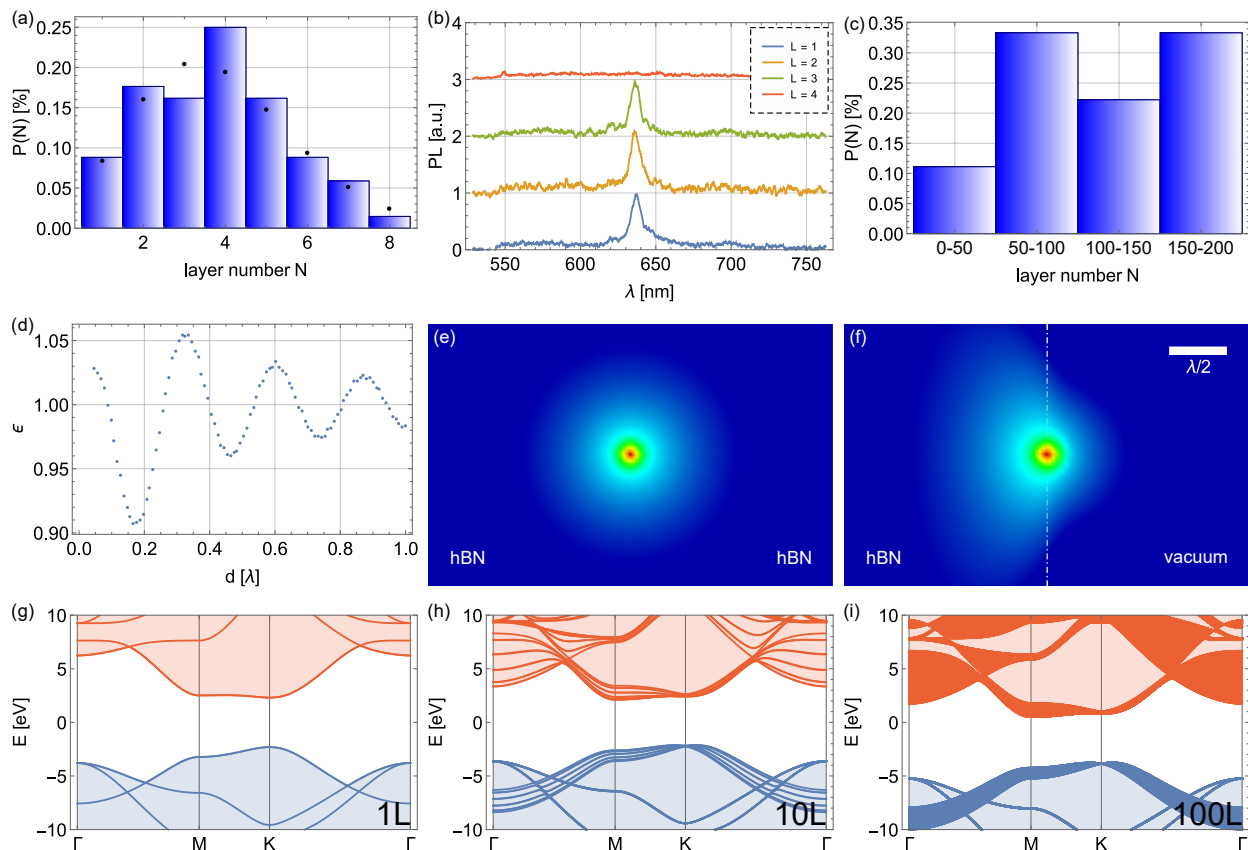 (a)
P(N) [%]
0.25
0.20
0.15
0.10
0.05
0.00
2 4 6 8
layer number N
(b)
PL [a.u.]
4
3
2
1
0
L = 1
L = 2
L = 3
L = 4
550 600 650 700 750
λ [nm]
(c)
P(N) [%]
0.35
0.30
0.25
0.20
0.15
0.10
0.05
0.00
0-50 50-100 100-150 150-200
layer number N
(d)
ϵ
1.05
1.00
0.95
0.90
0.0 0.2 0.4 0.6 0.8 1.0
d [λ]
(e)
hBN hBN
(f)
λ/2
hBN vacuum
(g)
E [eV]
10
5
0
−5
−10
1L
Γ M K Γ
(h)
E [eV]
10
5
0
−5
−10
10L
Γ M K Γ
(i)
E [eV]
10
5
0
−5
−10
100L
Γ M K Γ